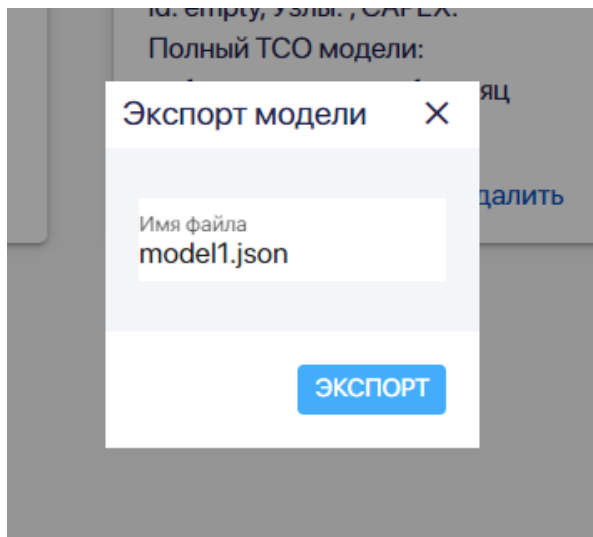 Id: empty, Узлы: , CAPEX:
Полный TCO модели:
яц
Экспорт модели
далить
Имя файла
model1.json
ЭКСПОРТ